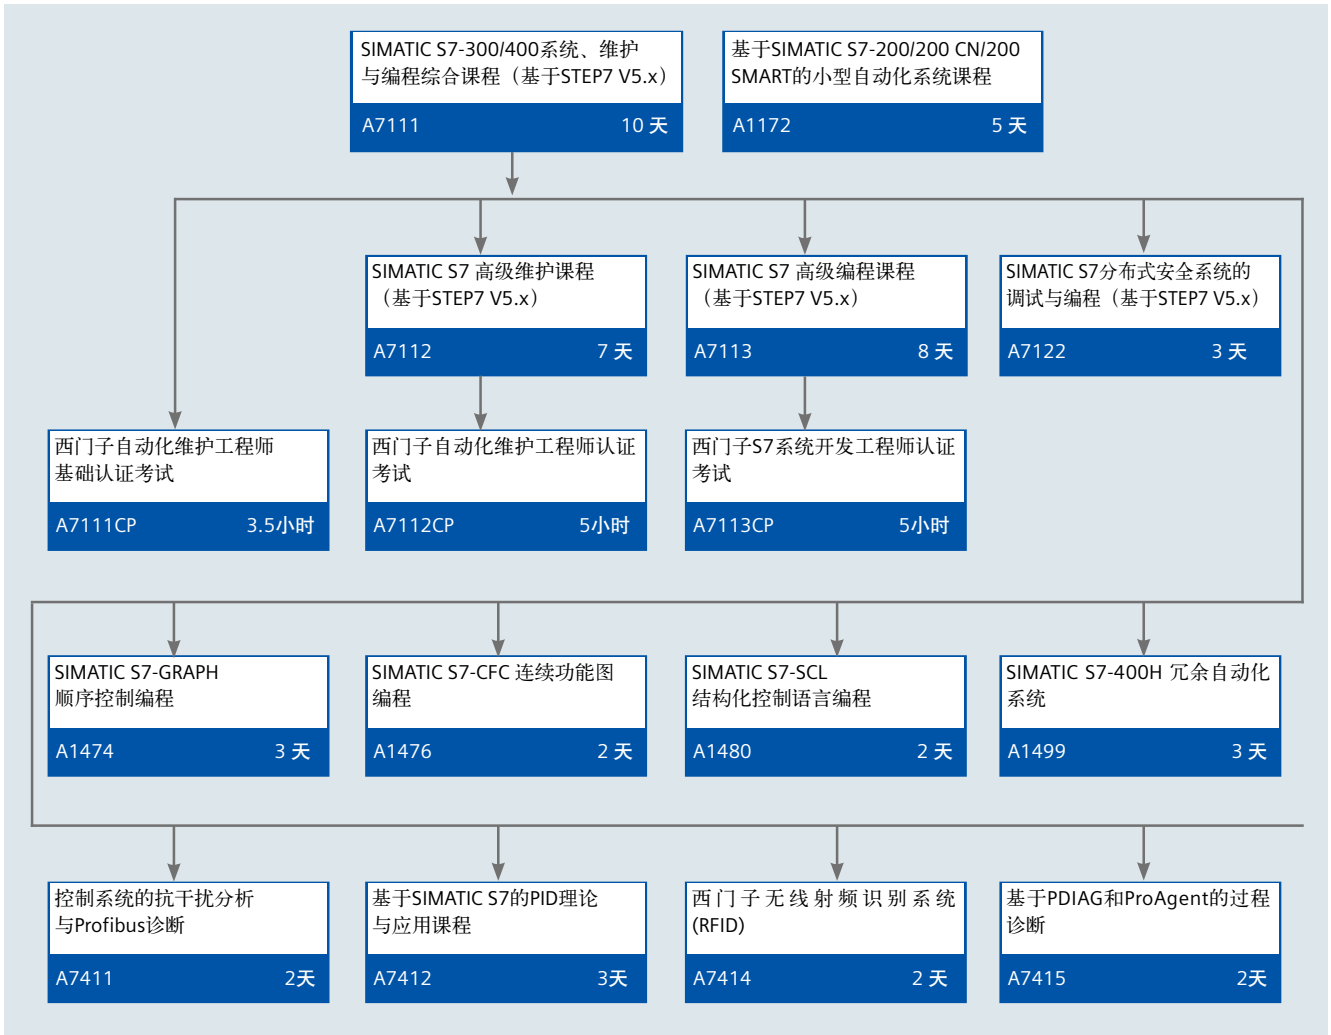 SIMATIC S7-300/400系统、维护
与编程综合课程（基于STEP7 V5.x）
A7111 10 天
基于SIMATIC S7-200/200 CN/200
SMART的小型自动化系统课程
A1172 5 天
SIMATIC S7 高级维护课程
（基于STEP7 V5.x）
A7112 7 天
SIMATIC S7 高级编程课程
（基于STEP7 V5.x）
A7113 8 天
SIMATIC S7分布式安全系统的
调试与编程（基于STEP7 V5.x）
A7122 3 天
西门子自动化维护工程师
基础认证考试
A7111CP 3.5小时
西门子自动化维护工程师认证
考试
A7112CP 5小时
西门子S7系统开发工程师认证
考试
A7113CP 5小时
SIMATIC S7-GRAPH
顺序控制编程
A1474 3 天
SIMATIC S7-CFC 连续功能图
编程
A1476 2 天
SIMATIC S7-SCL
结构化控制语言编程
A1480 2 天
SIMATIC S7-400H 冗余自动化
系统
A1499 3 天
控制系统的抗干扰分析
与Profibus诊断
A7411 2天
基于SIMATIC S7的PID理论
与应用课程
A7412 3天
西门子无线射频识别系统
(RFID)
A7414 2 天
基于PDIAG和ProAgent的过程
诊断
A7415 2天